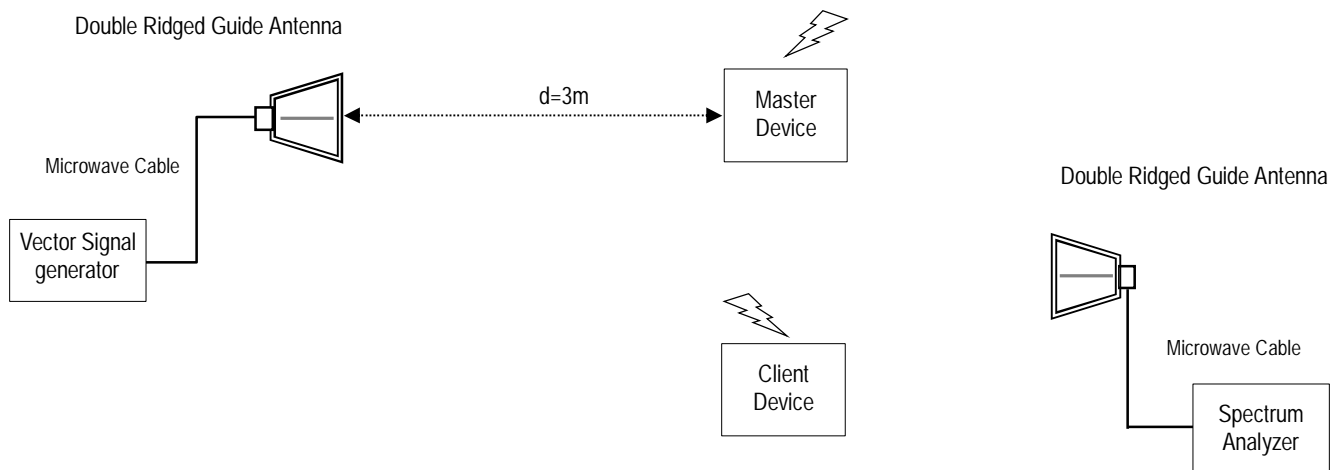 Double Ridged Guide Antenna
d=3m
Master
Device
Microwave Cable
Double Ridged Guide Antenna
Vector Signal
generator
Microwave Cable
Client
Device
Spectrum
Analyzer